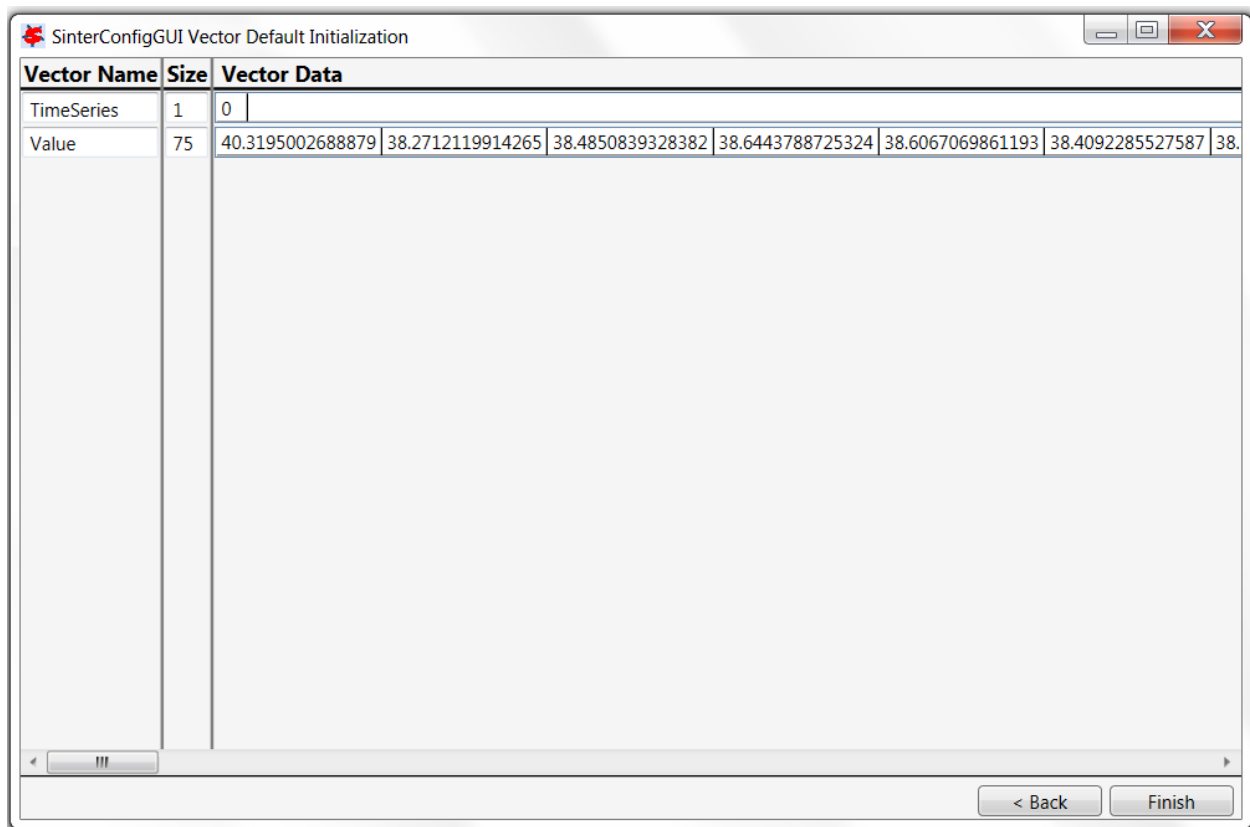 SinterConfigGUI Vector Default Initialization
Vector Name Size Vector Data
TimeSeries 1 0
Value 75 40.3195002688879 38.2712119914265 38.4850839328382 38.6443788725324 38.6067069861193 38.4092285527587 38.
< Back Finish